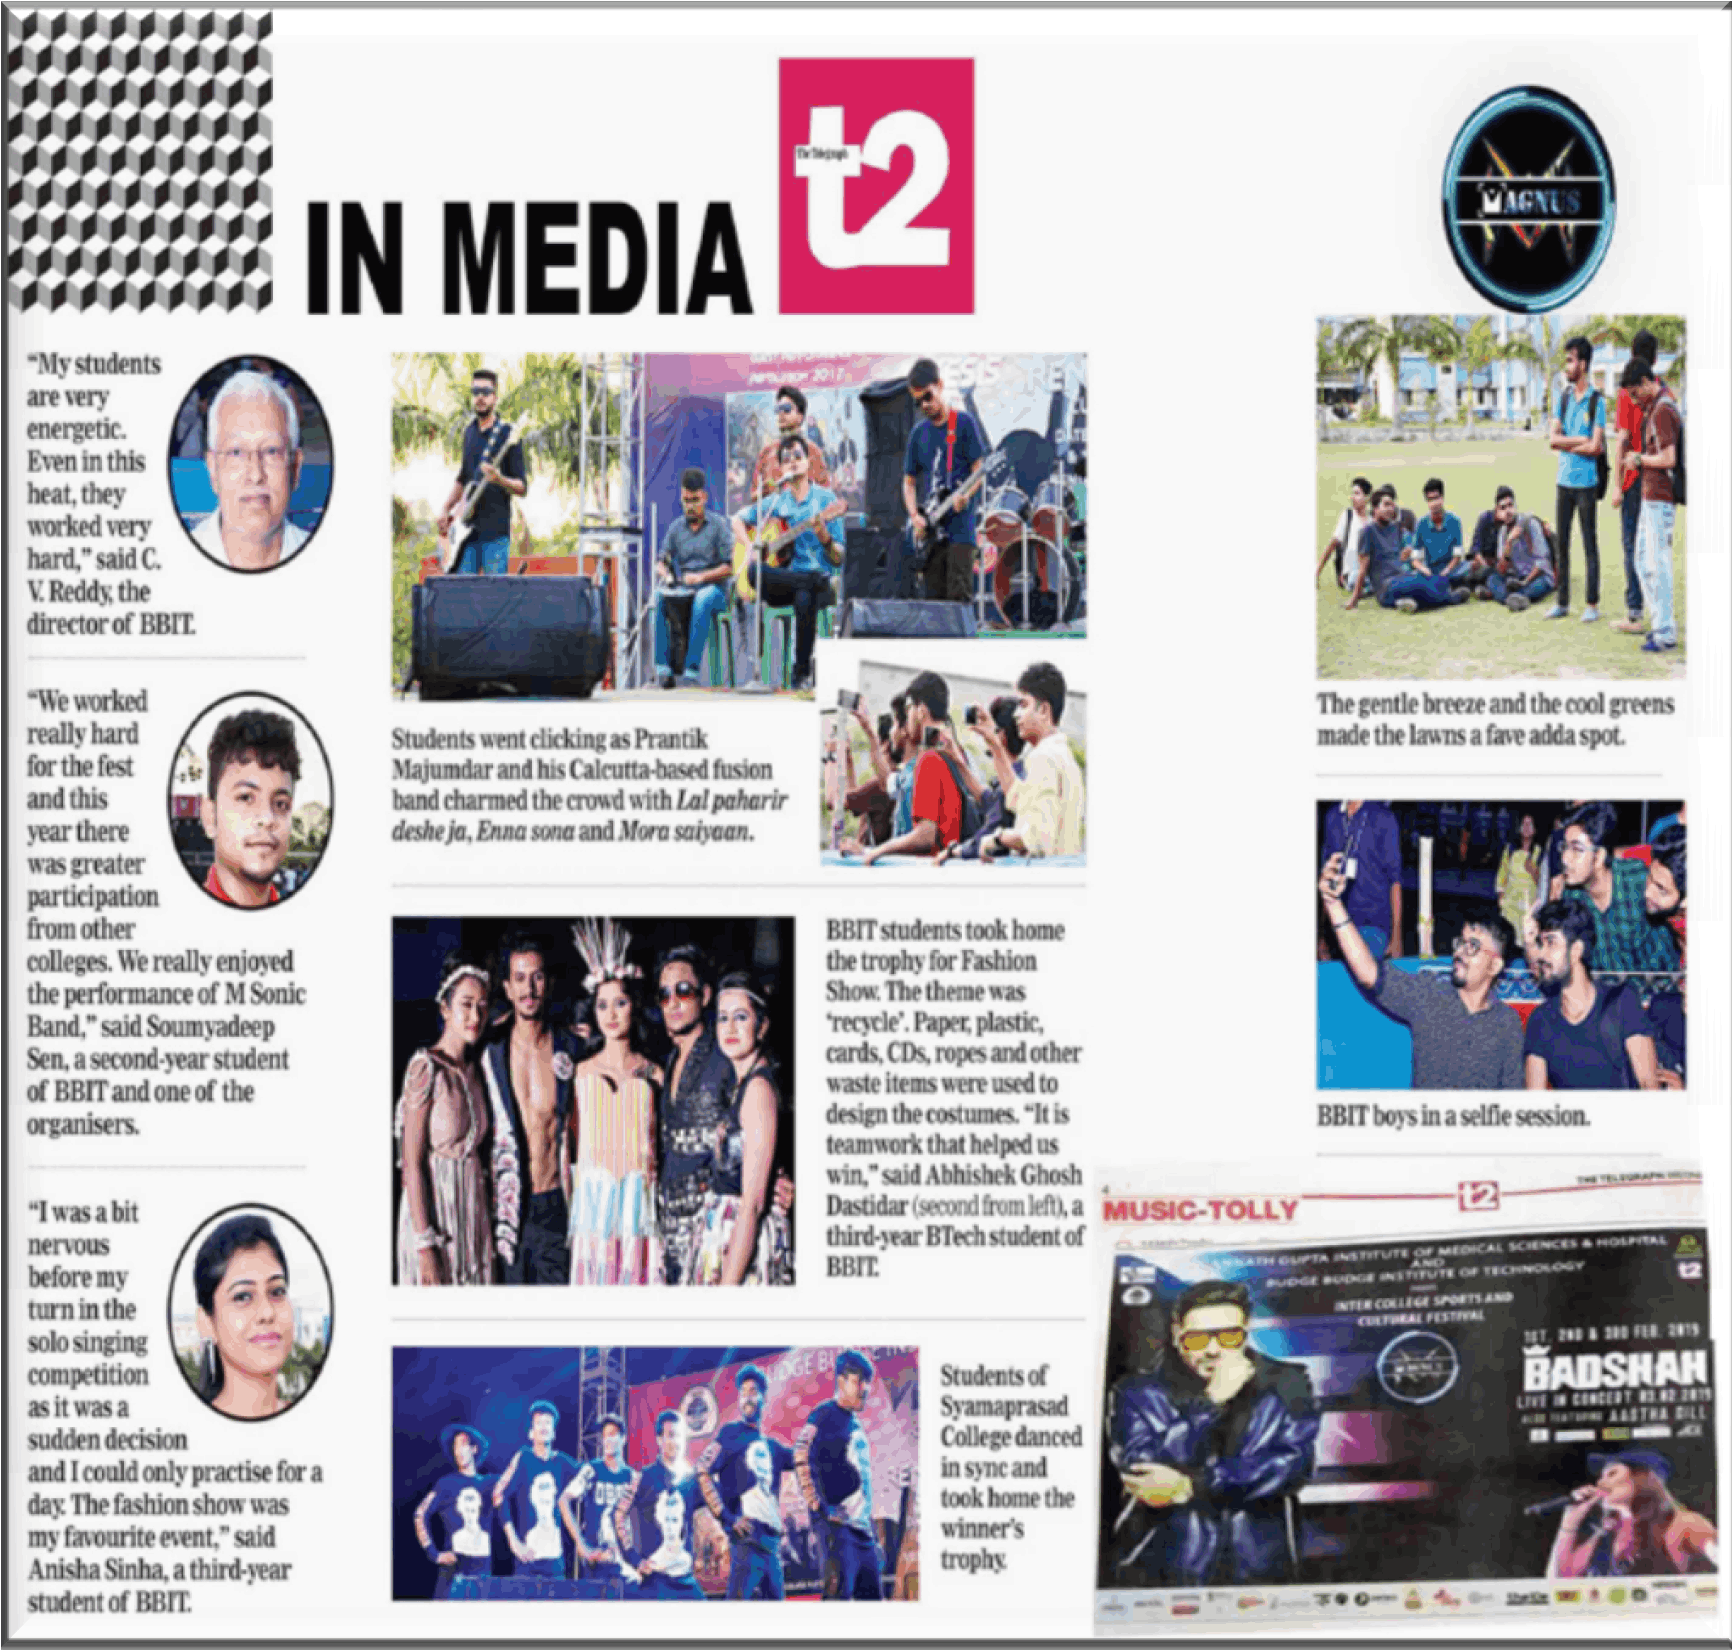 IN MEDIA
The Telegraph
t2
MAGNUS
“My students
are very
energetic.
Even in this
heat, they
worked very
hard,” said C.
V. Reddy, the
director of BBIT.
“We worked
really hard
for the fest
and this
year there
was greater
participation
from other
colleges. We really enjoyed
the performance of M Sonic
Band,” said Soumyadeep
Sen, a second-year student
of BBIT and one of the
organisers.
“I was a bit
nervous
before my
turn in the
solo singing
competition
as it was a
sudden decision
and I could only practise for a
day. The fashion show was
my favourite event,” said
Anisha Sinha, a third-year
student of BBIT.
2017
Students went clicking as Prantik
Majumdar and his Calcutta-based fusion
band charmed the crowd with Lal paharir
deshe ja, Enna sona and Mora saiyaan.
BBIT students took home
the trophy for Fashion
Show. The theme was
‘recycle’. Paper, plastic,
cards, CDs, ropes and other
waste items were used to
design the costumes. “It is
teamwork that helped us
win,” said Abhishek Ghosh
Dastidar (second from left), a
third-year BTech student of
BBIT.
Students of
Syamaprasad
College danced
in sync and
took home the
winner’s
trophy.
The gentle breeze and the cool greens
made the lawns a fave adda spot.
BBIT boys in a selfie session.
MUSIC-TOLLY
t2
THE TELEGRAPH
GUPTA INSTITUTE OF MEDICAL SCIENCES & HOSPITAL
AND
BUDGE BUDGE INSTITUTE OF TECHNOLOGY
INTER COLLEGE SPORTS AND
CULTURAL FESTIVAL
t2
1ST, 2ND & 3RD FEB. 2019
BADSHAH
LIVE IN CONCERT 03.02.2019
ALSO FEATURING AASTHA GILL